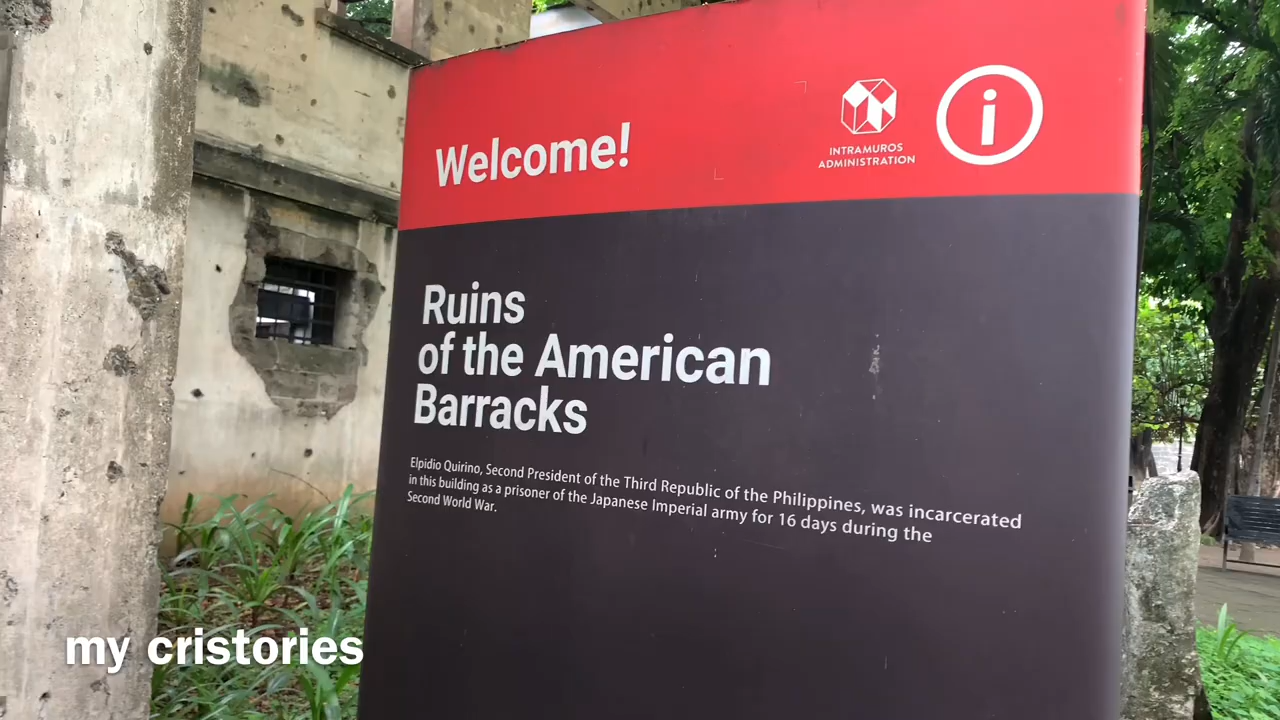 Welcome!
INTRAMUROS
ADMINISTRATION
i
Ruins
of the American
Barracks
Elpidio Quirino, Second President of the Third Republic of the Philippines, was incarcerated
in this building as a prisoner of the Japanese Imperial army for 16 days during the
Second World War.
my cristories